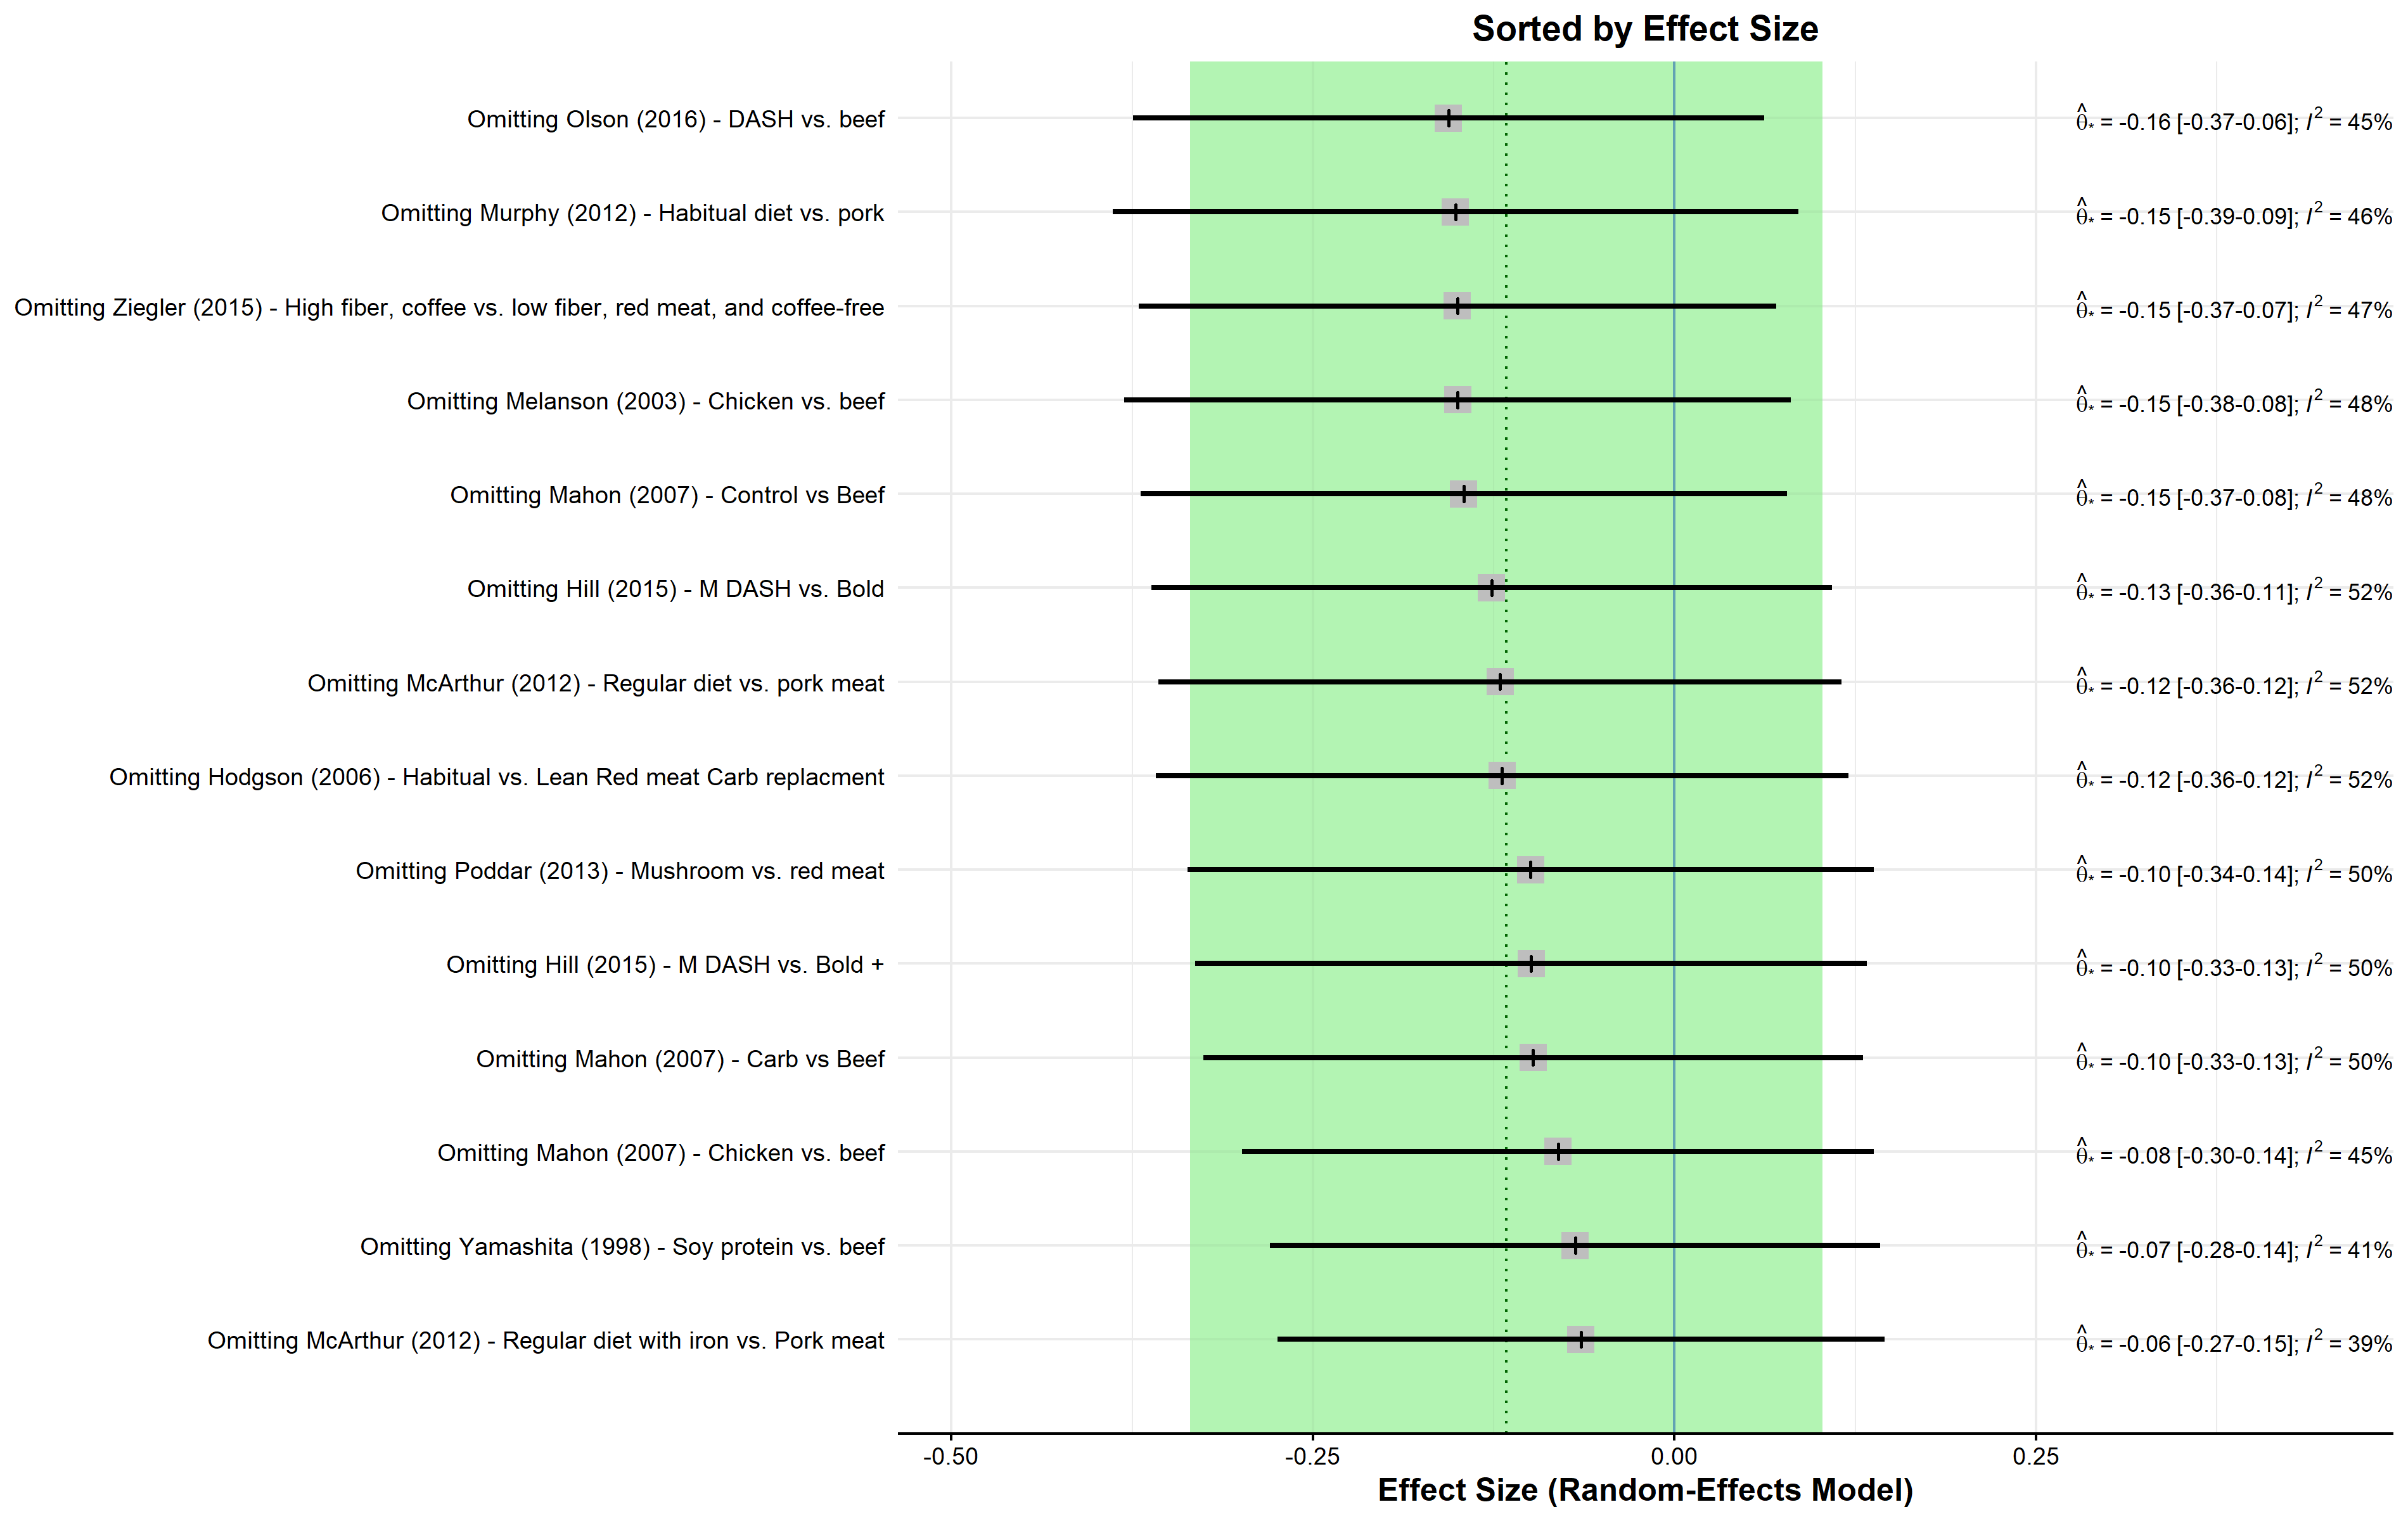 Sorted by Effect Size
Omitting Olson (2016) - DASH vs. beef θ̂* = -0.16 [-0.37-0.06]; I² = 45%
Omitting Murphy (2012) - Habitual diet vs. pork θ̂* = -0.15 [-0.39-0.09]; I² = 46%
Omitting Ziegler (2015) - High fiber, coffee vs. low fiber, red meat, and coffee-free θ̂* = -0.15 [-0.37-0.07]; I² = 47%
Omitting Melanson (2003) - Chicken vs. beef θ̂* = -0.15 [-0.38-0.08]; I² = 48%
Omitting Mahon (2007) - Control vs Beef θ̂* = -0.15 [-0.37-0.08]; I² = 48%
Omitting Hill (2015) - M DASH vs. Bold θ̂* = -0.13 [-0.36-0.11]; I² = 52%
Omitting McArthur (2012) - Regular diet vs. pork meat θ̂* = -0.12 [-0.36-0.12]; I² = 52%
Omitting Hodgson (2006) - Habitual vs. Lean Red meat Carb replacment θ̂* = -0.12 [-0.36-0.12]; I² = 52%
Omitting Poddar (2013) - Mushroom vs. red meat θ̂* = -0.10 [-0.34-0.14]; I² = 50%
Omitting Hill (2015) - M DASH vs. Bold + θ̂* = -0.10 [-0.33-0.13]; I² = 50%
Omitting Mahon (2007) - Carb vs Beef θ̂* = -0.10 [-0.33-0.13]; I² = 50%
Omitting Mahon (2007) - Chicken vs. beef θ̂* = -0.08 [-0.30-0.14]; I² = 45%
Omitting Yamashita (1998) - Soy protein vs. beef θ̂* = -0.07 [-0.28-0.14]; I² = 41%
Omitting McArthur (2012) - Regular diet with iron vs. Pork meat θ̂* = -0.06 [-0.27-0.15]; I² = 39%
-0.50 -0.25 0.00 0.25
Effect Size (Random-Effects Model)